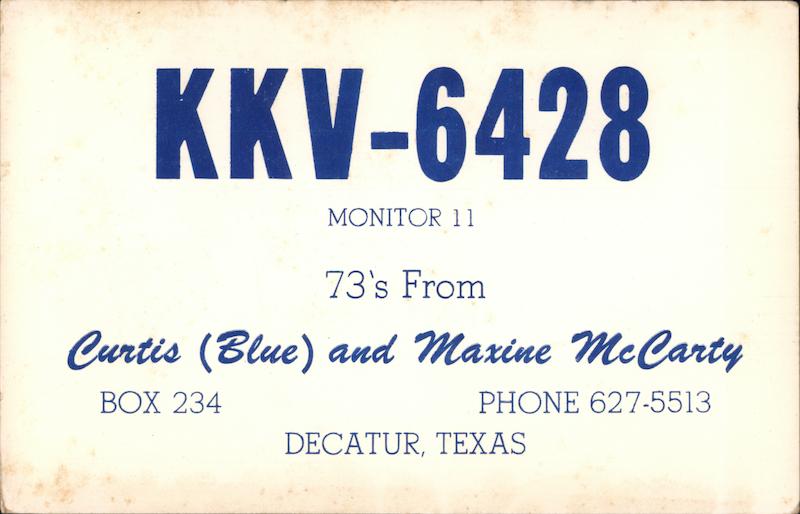 KKV-6428
MONITOR 11
73's From
Curtis (Blue) and Maxine McCarty
BOX 234 PHONE 627-5513
DECATUR, TEXAS